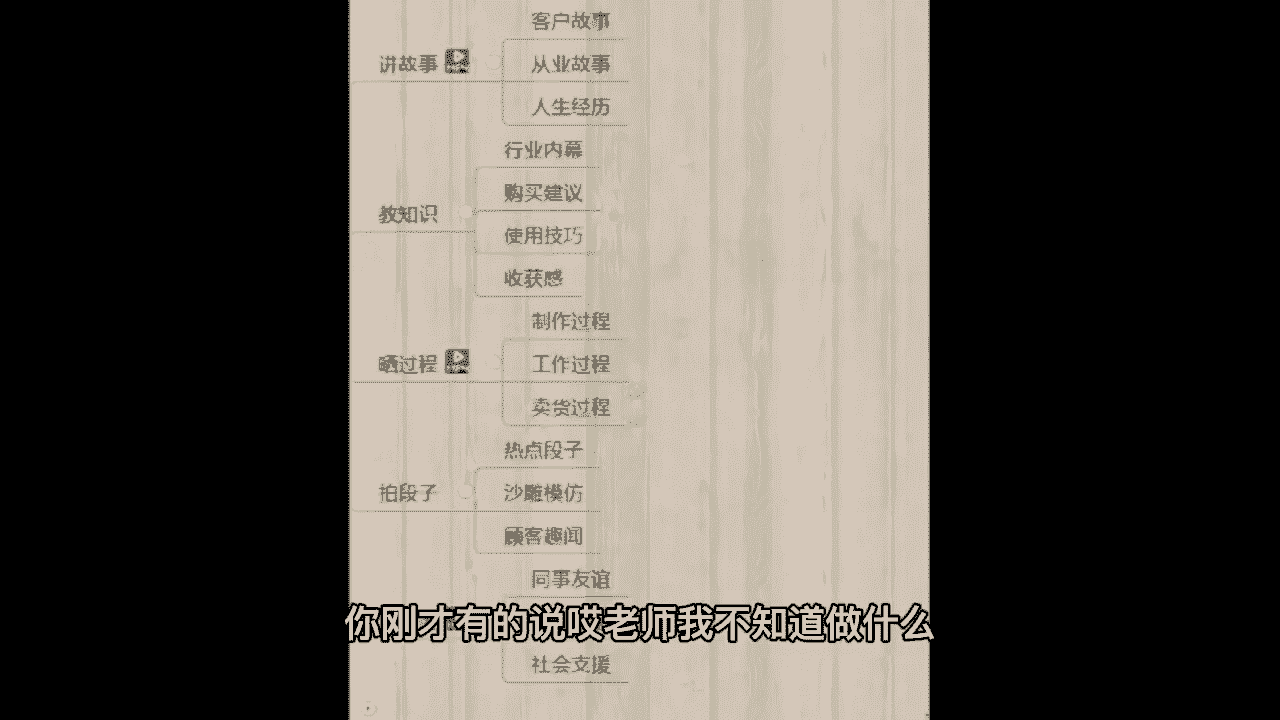 客户故事
讲故事
从业故事
人生经历
行业内幕
购买建议
教知识
使用技巧
收获感
制作过程
晒过程
工作过程
卖货过程
热点段子
拍段子
沙雕模仿
顾客趣闻
同事友谊
你刚才有的说哎老师我不知道做什么
社会支援